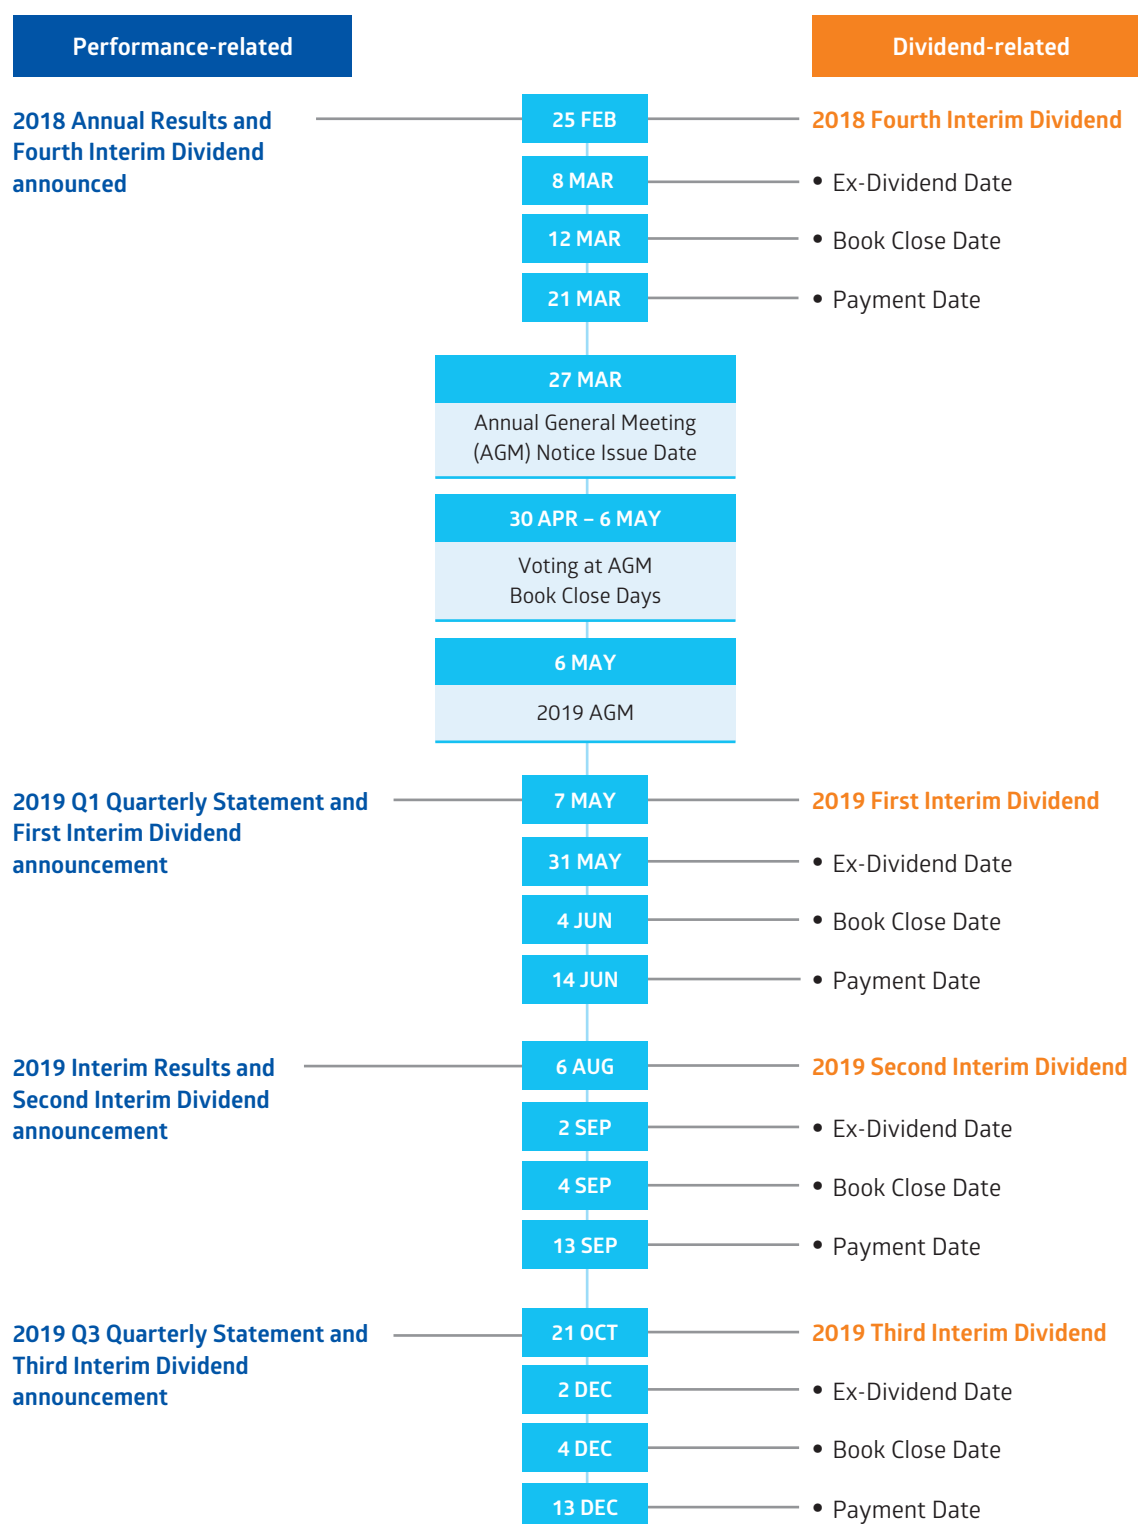 Performance-related
Dividend-related
2018 Annual Results and
Fourth Interim Dividend
announced
25 FEB
2018 Fourth Interim Dividend
8 MAR
• Ex-Dividend Date
12 MAR
• Book Close Date
21 MAR
• Payment Date
27 MAR
Annual General Meeting
(AGM) Notice Issue Date
30 APR – 6 MAY
Voting at AGM
Book Close Days
6 MAY
2019 AGM
2019 Q1 Quarterly Statement and
First Interim Dividend
announcement
7 MAY
2019 First Interim Dividend
31 MAY
• Ex-Dividend Date
4 JUN
• Book Close Date
14 JUN
• Payment Date
2019 Interim Results and
Second Interim Dividend
announcement
6 AUG
2019 Second Interim Dividend
2 SEP
• Ex-Dividend Date
4 SEP
• Book Close Date
13 SEP
• Payment Date
2019 Q3 Quarterly Statement and
Third Interim Dividend
announcement
21 OCT
2019 Third Interim Dividend
2 DEC
• Ex-Dividend Date
4 DEC
• Book Close Date
13 DEC
• Payment Date